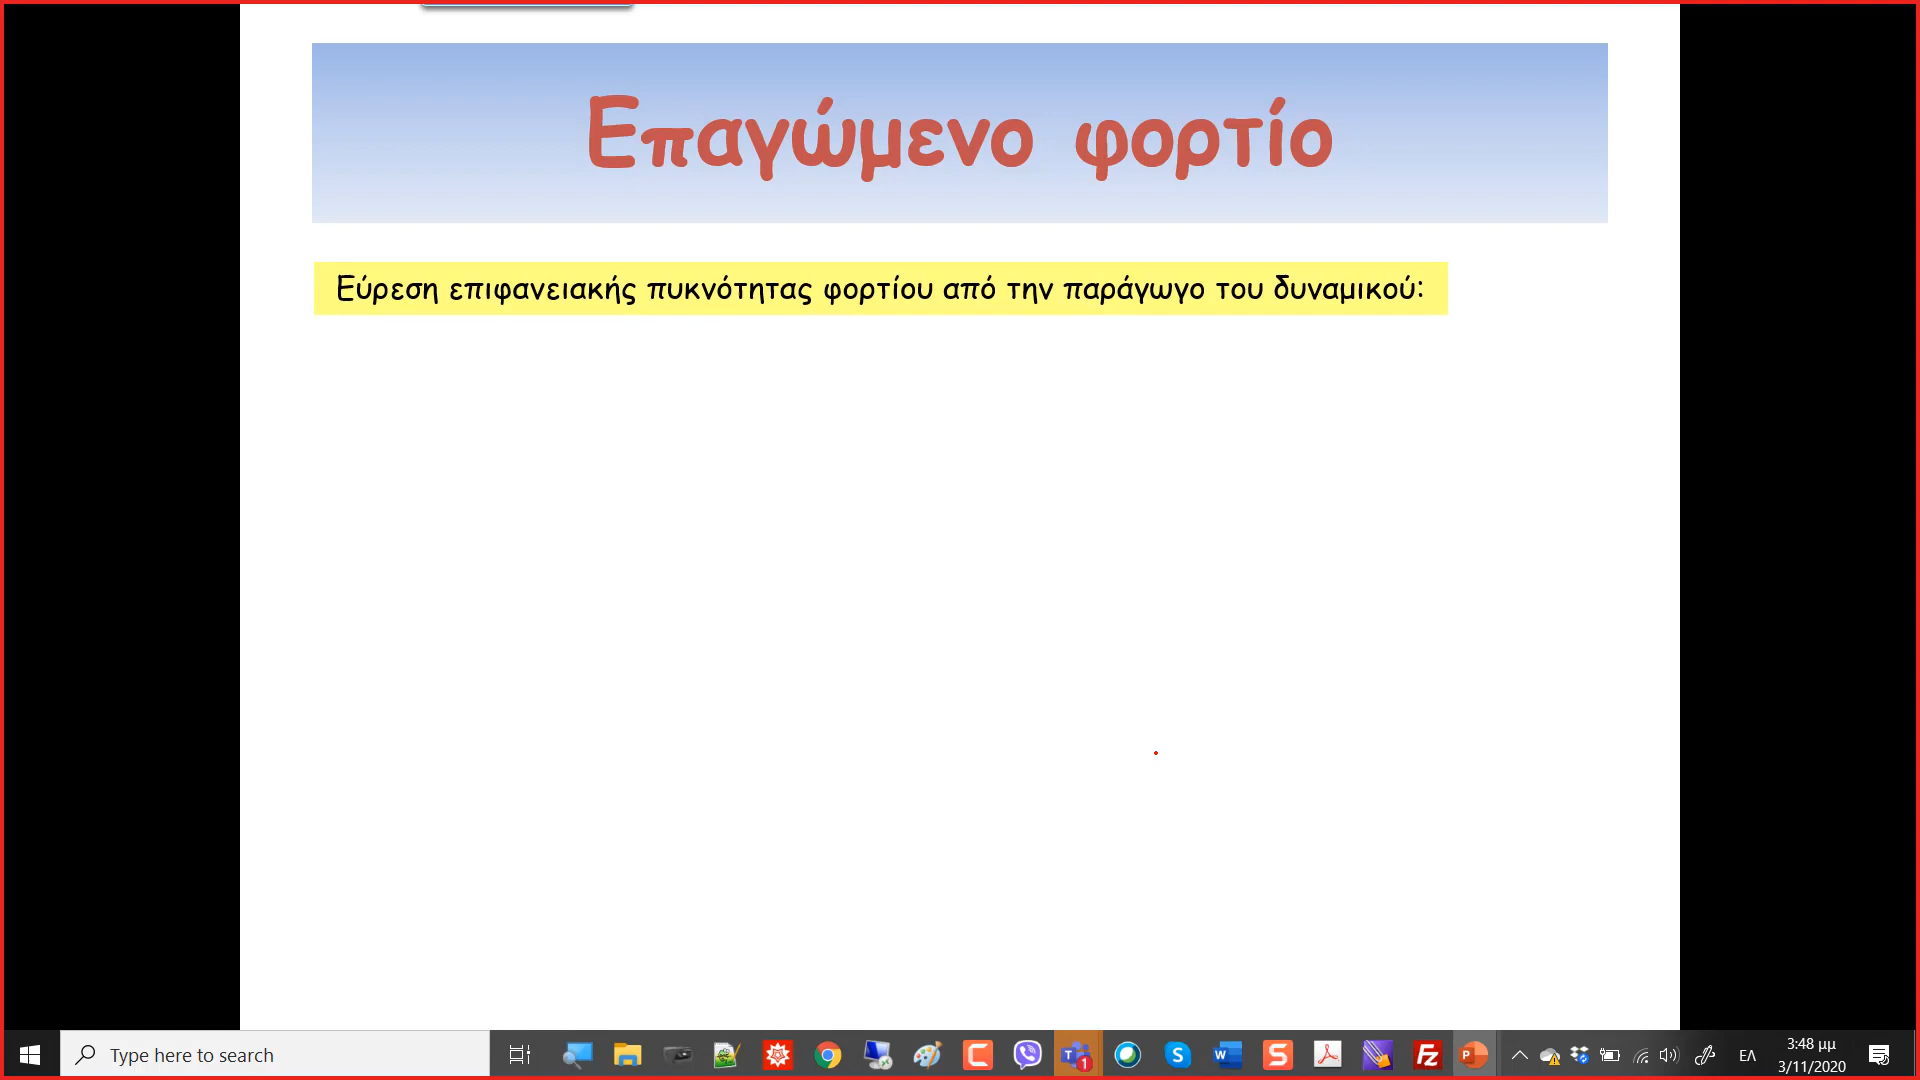 Επαγώμενο φορτίο
Εύρεση επιφανειακής πυκνότητας φορτίου από την παράγωγο του δυναμικού:
Type here to search
ΕΛ
3:48 μμ
3/11/2020